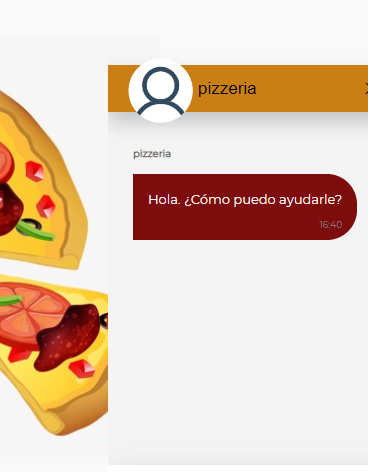 pizzeria
pizzeria
Hola. ¿Cómo puedo ayudarle?
16:40